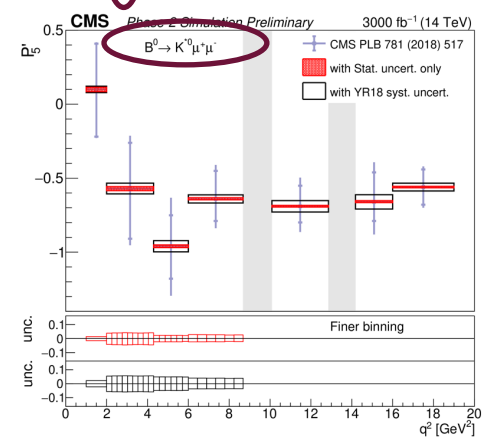 CMS Phase-2 Simulation Preliminary 3000 fb⁻¹ (14 TeV)
B⁰→ K*⁰μ⁺μ⁻
CMS PLB 781 (2018) 517
with Stat. uncert. only
with YR18 syst. uncert.
P₅'
0.5
0
−0.5
−1
Finer binning
unc.
0.1
0
−0.1
unc.
0.1
0
−0.1
0 2 4 6 8 10 12 14 16 18 20
q² [GeV²]